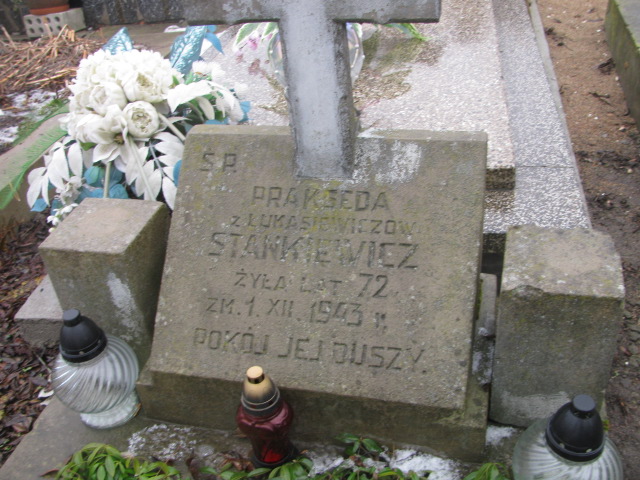 Ś.P.
PRAKSEDA
Z ŁUKASIEWICZÓW
STANKIEWICZ
ŻYŁA LAT 72.
ZM. 1. XII. 1943 r.
POKÓJ JEJ DUSZY.